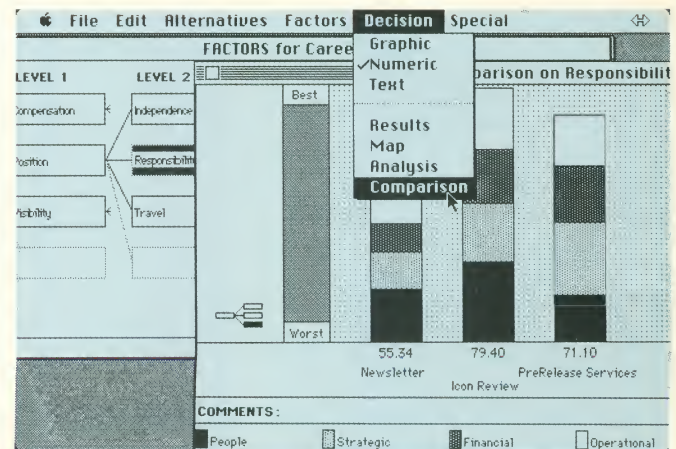 File Edit Alternatives Factors Decision Special
FACTORS for Caree
Graphic
✓Numeric
Text
Results
Map
Analysis
Comparison
LEVEL 1
LEVEL 2
Compensation
Position
Visibility
Independence
Responsibility
Travel
parison on Responsibilit
Best
Worst
55.34 79.40 71.10
Newsletter
Icon Review
PreRelease Services
COMMENTS:
People Strategic Financial Operational